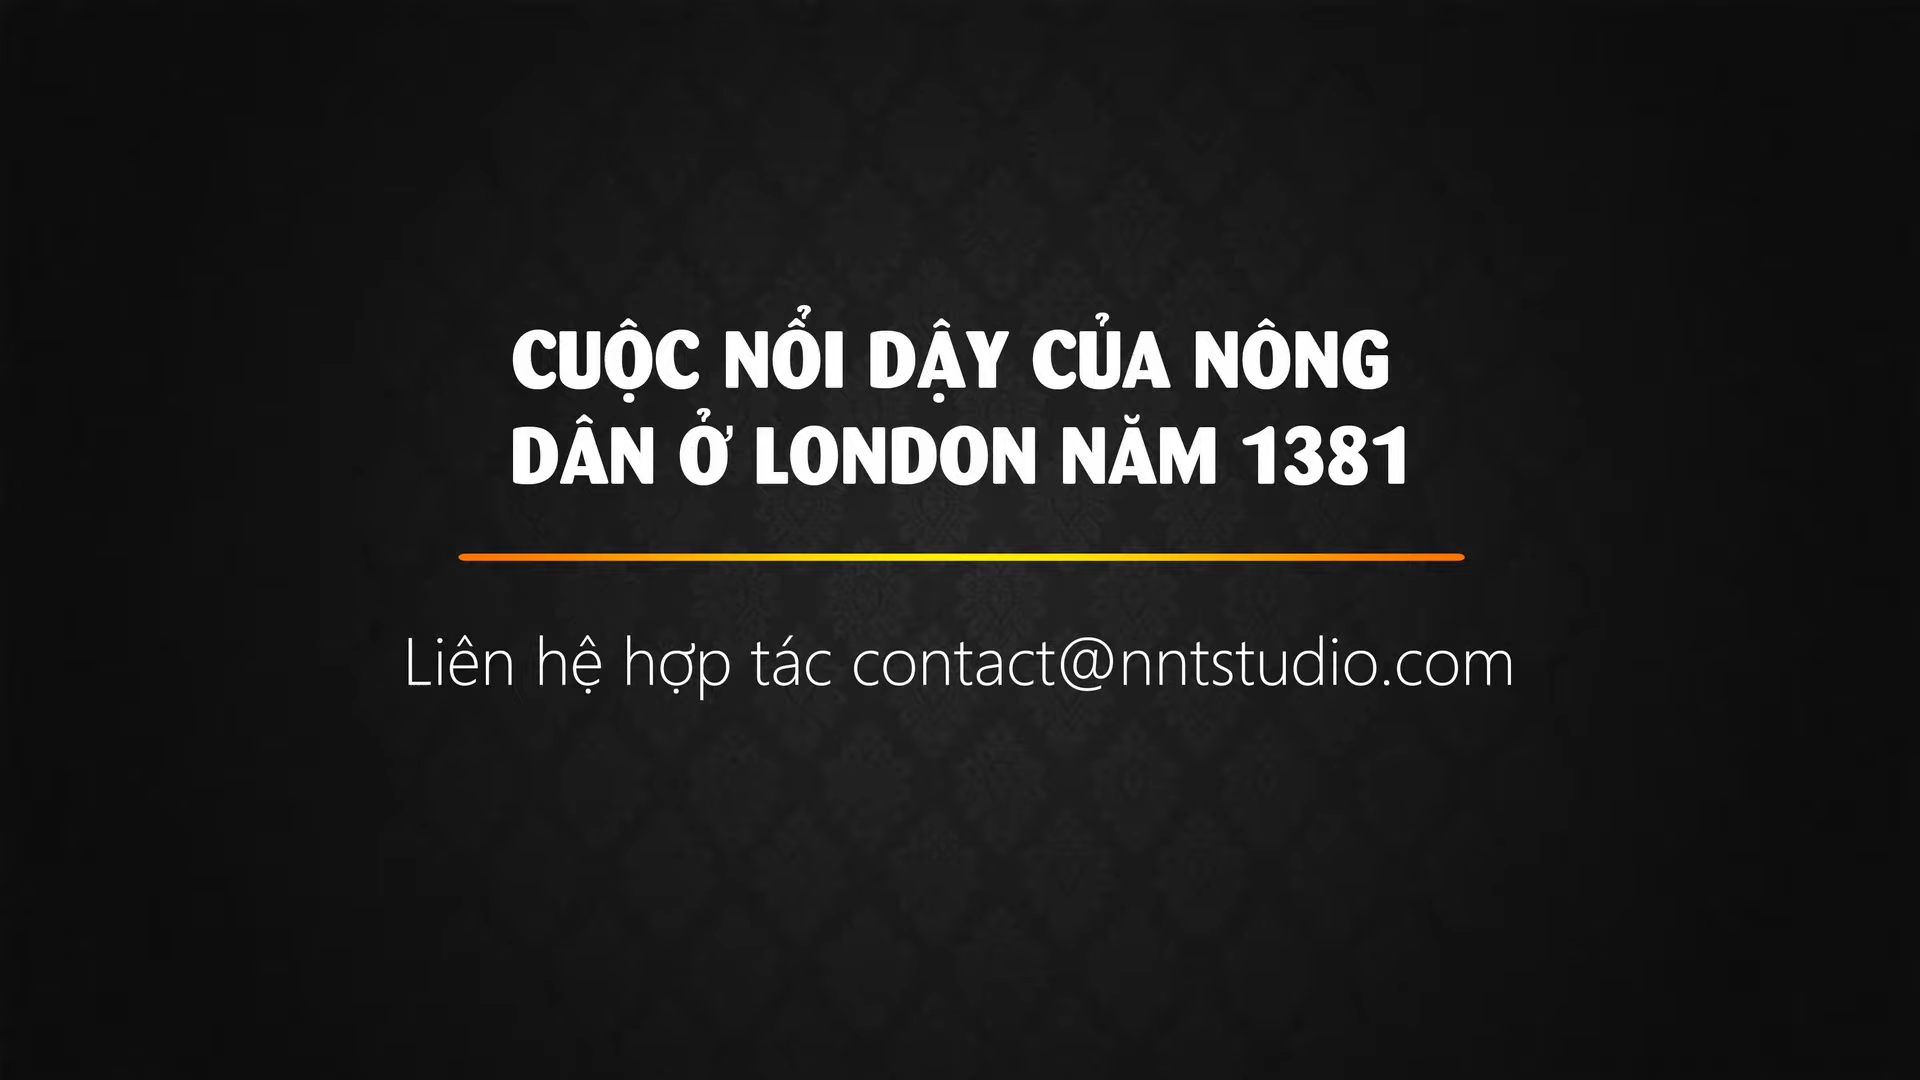 CUỘC NỔI DẬY CỦA NÔNG
DÂN Ở LONDON NĂM 1381
Liên hệ hợp tác contact@nntstudio.com